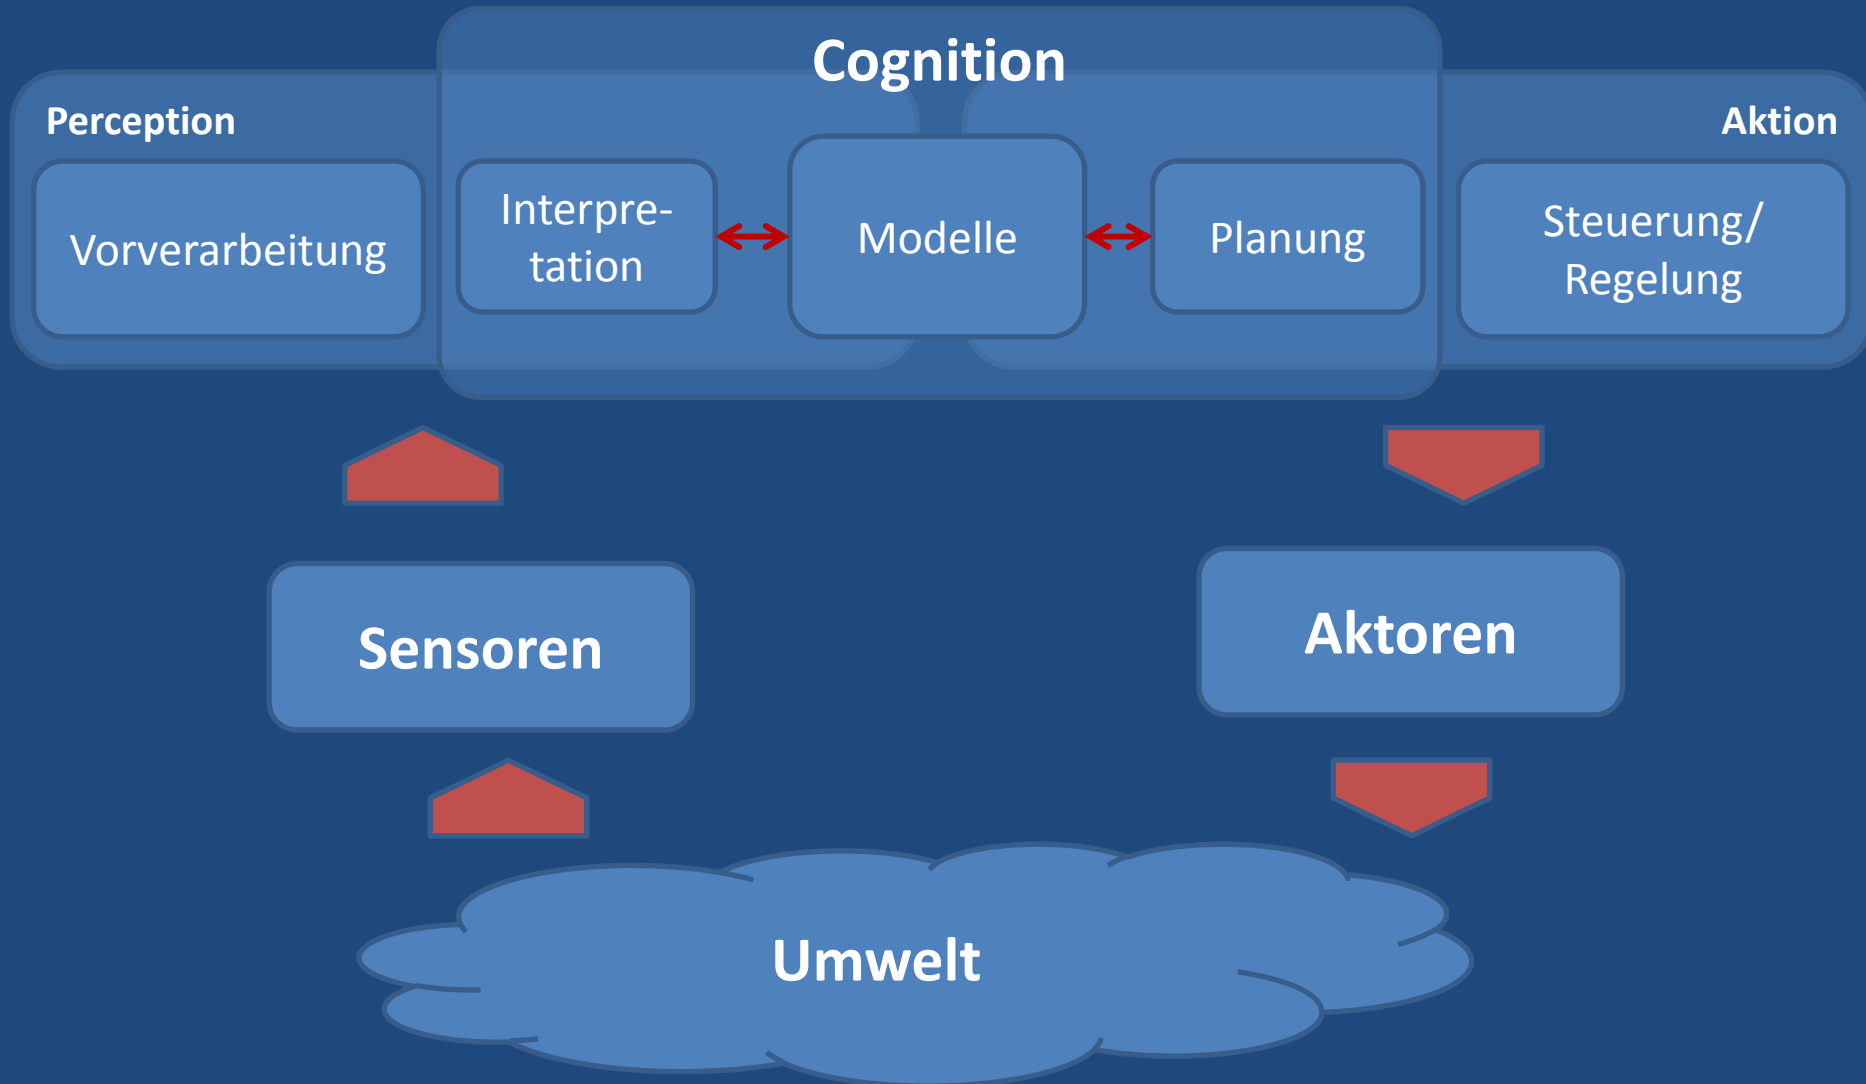 Cognition
Perception
Aktion
Vorverarbeitung
Interpre-
tation
Modelle
Planung
Steuerung/
Regelung
Sensoren
Aktoren
Umwelt